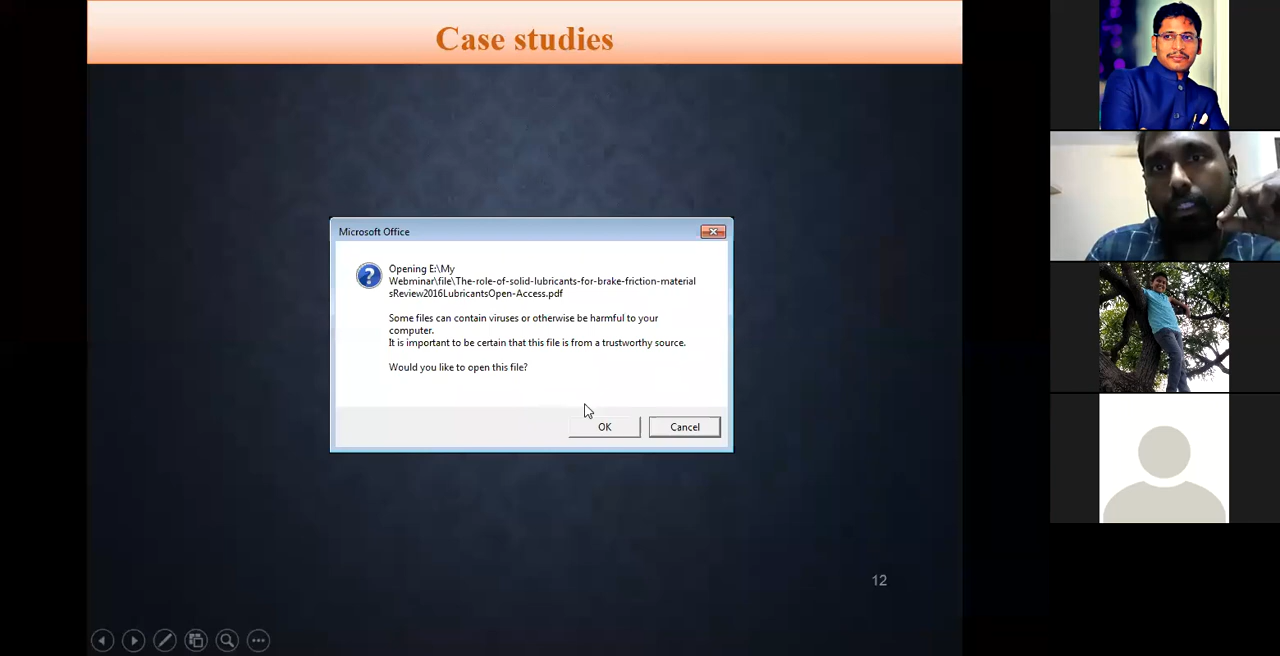 Case studies
Microsoft Office
Opening E:\My
Webminar\file\The-role-of-solid-lubricants-for-brake-friction-material
sReview2016LubricantsOpen-Access.pdf
Some files can contain viruses or otherwise be harmful to your
computer.
It is important to be certain that this file is from a trustworthy source.
Would you like to open this file?
OK Cancel
12